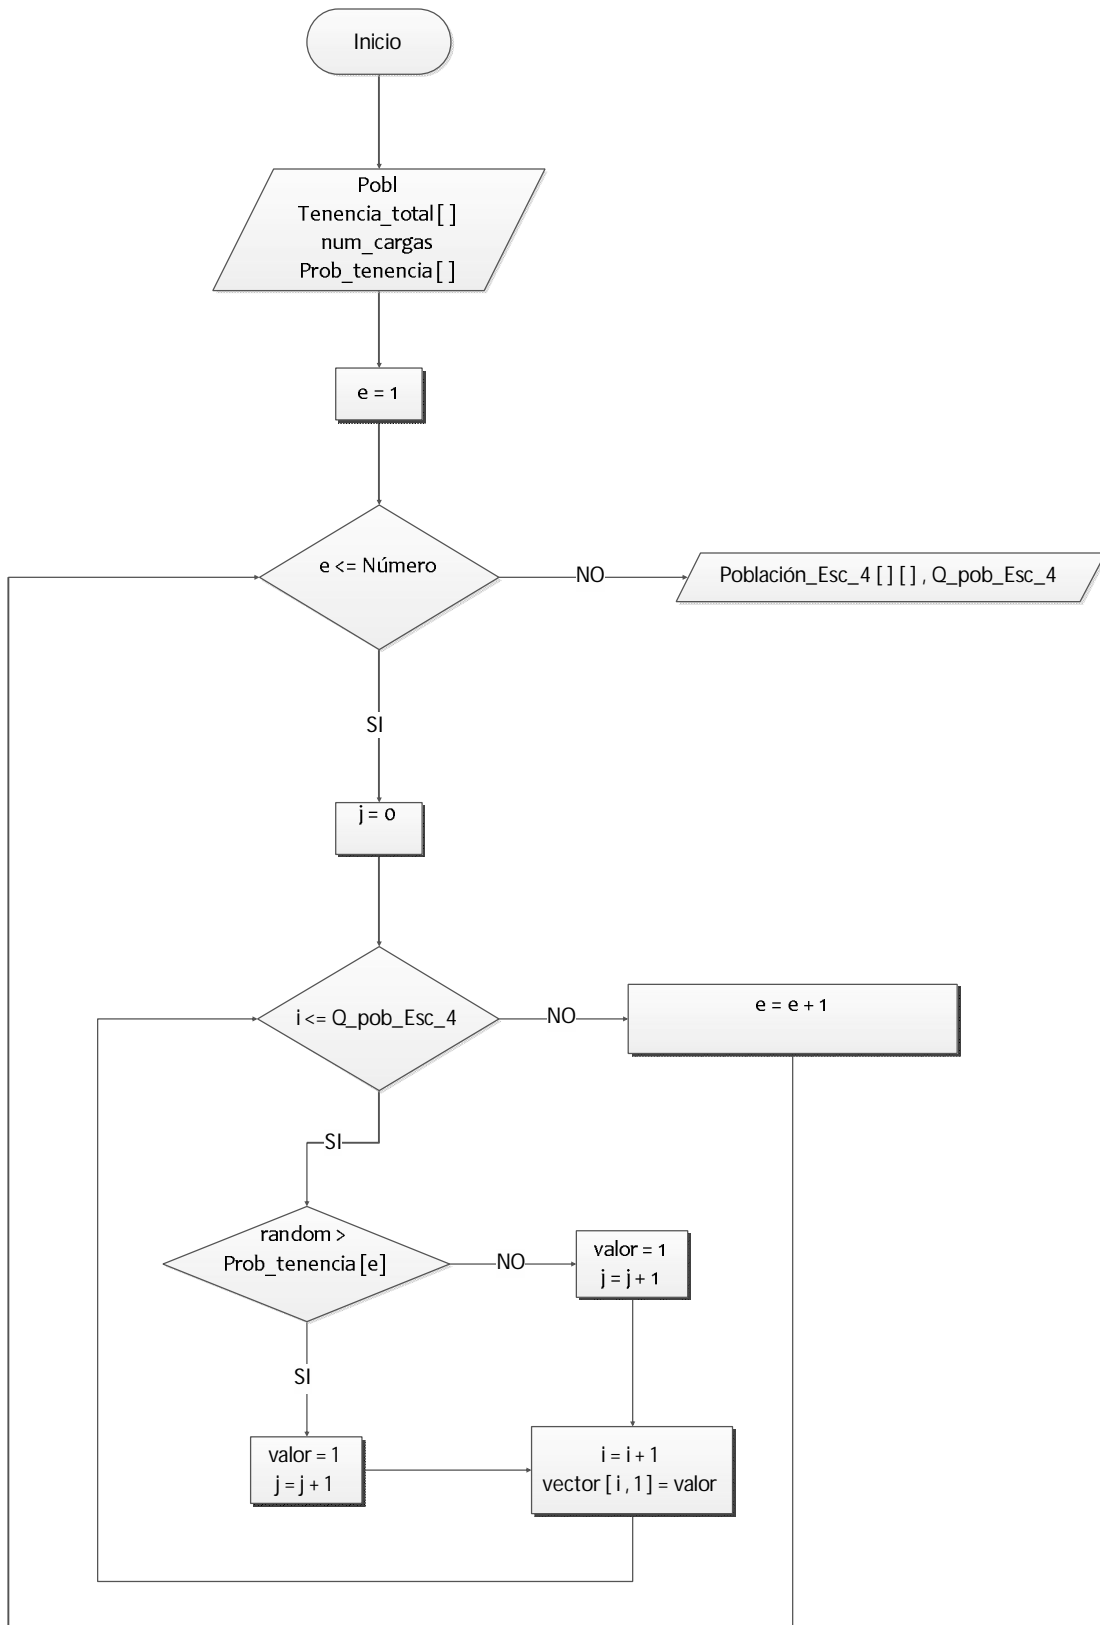 Inicio
Pobl
Tenencia_total [ ]
num_cargas
Prob_tenencia [ ]
e = 1
e <= Número
NO
Población_Esc_4 [ ] [ ] , Q_pob_Esc_4
SI
j = 0
i <= Q_pob_Esc_4
NO
e = e + 1
SI
random >
Prob_tenencia [e]
NO
valor = 1
j = j + 1
SI
valor = 1
j = j + 1
i = i + 1
vector [ i , 1 ] = valor